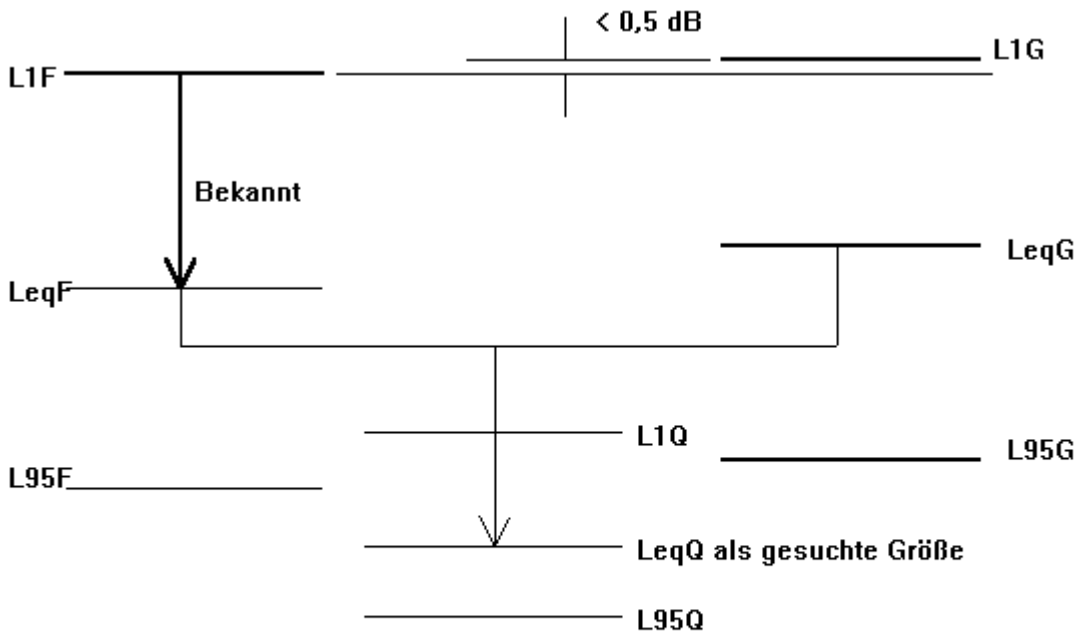 < 0,5 dB
L1F
L1G
Bekannt
LeqG
LeqF
L1Q
L95G
L95F
LeqQ als gesuchte Größe
L95Q